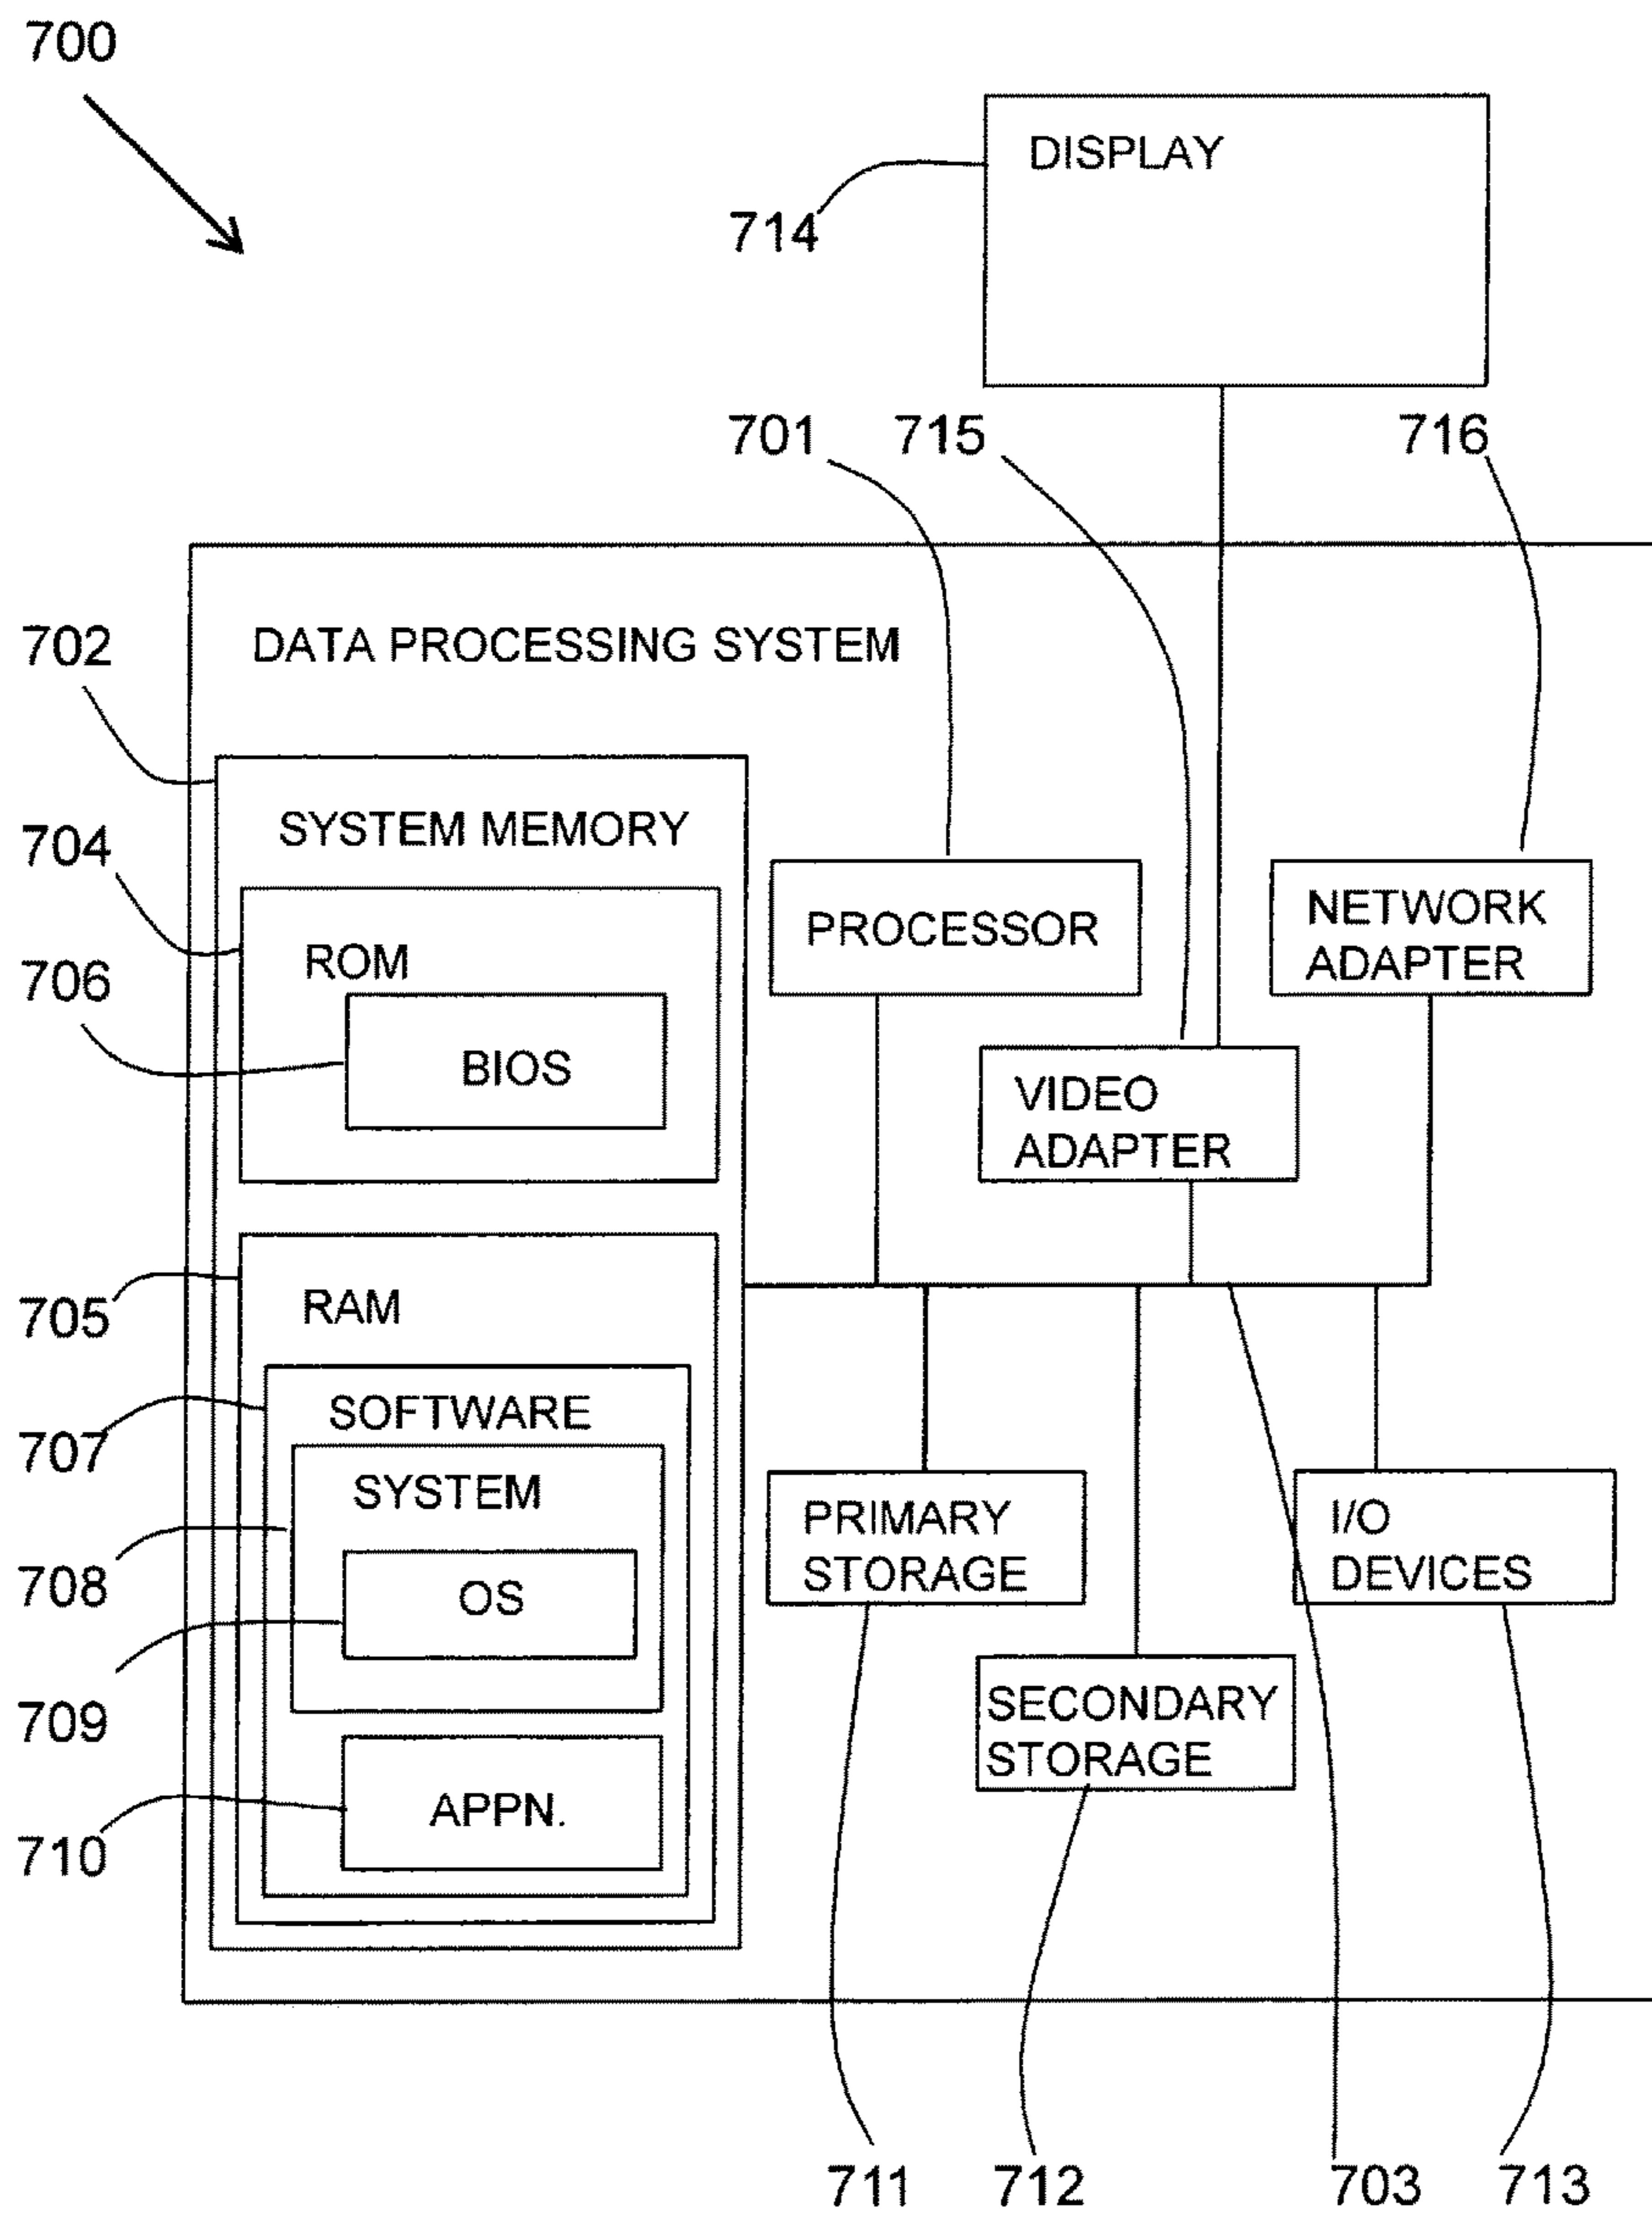 700
DISPLAY
714
701
715
716
702
DATA PROCESSING SYSTEM
SYSTEM MEMORY
704
ROM
706
BIOS
PROCESSOR
NETWORK
ADAPTER
VIDEO
ADAPTER
705
RAM
707
SOFTWARE
708
SYSTEM
709
OS
710
APPN.
PRIMARY
STORAGE
I/O
DEVICES
SECONDARY
STORAGE
711
712
703
713